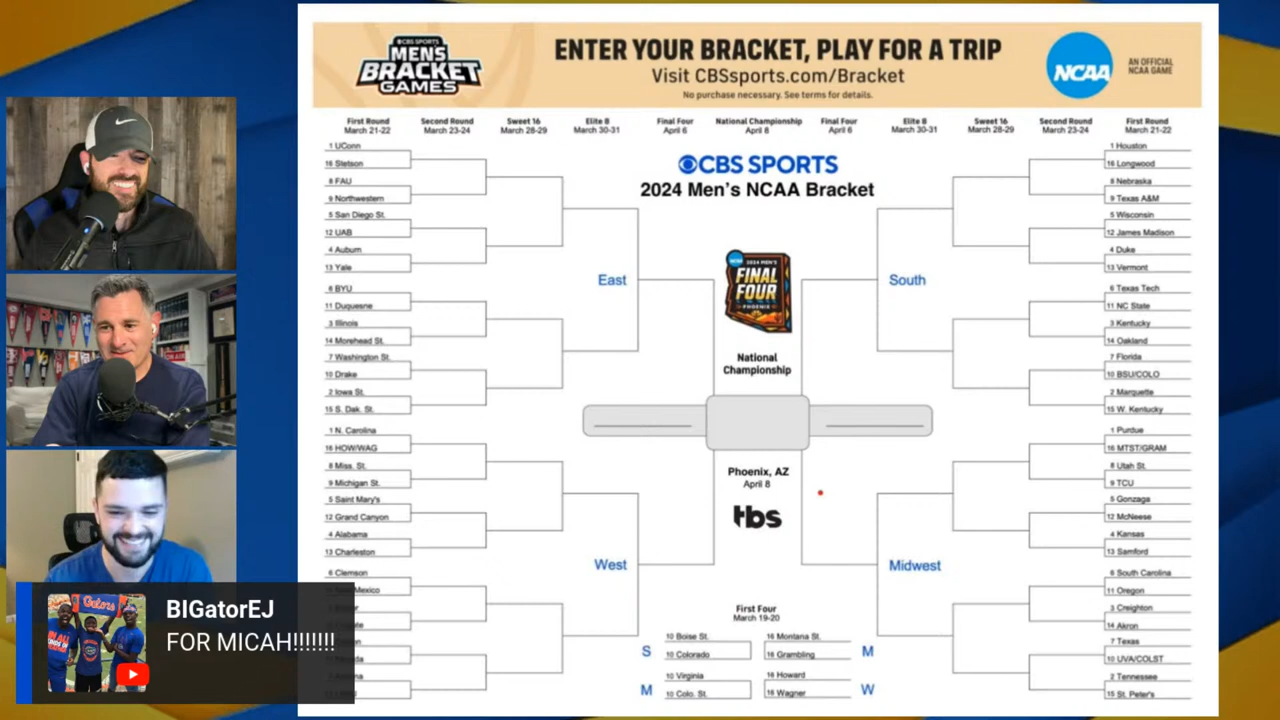 CBS SPORTS
MENS
BRACKET
GAMES
ENTER YOUR BRACKET, PLAY FOR A TRIP
Visit CBSsports.com/Bracket
No purchase necessary. See terms for details.
NCAA
AN OFFICIAL
NCAA GAME
First Round
March 21-22
Second Round
March 23-24
Sweet 16
March 28-29
Elite 8
March 30-31
Final Four
April 6
National Championship
April 8
Final Four
April 6
Elite 8
March 30-31
Sweet 16
March 28-29
Second Round
March 23-24
First Round
March 21-22
1 UConn
16 Stetson
8 FAU
9 Northwestern
5 San Diego St.
12 UAB
4 Auburn
13 Yale
6 BYU
11 Duquesne
3 Illinois
14 Morehead St.
7 Washington St.
10 Drake
2 Iowa St.
15 S. Dak. St.
East
1 N. Carolina
16 HOW/WAG
8 Miss. St.
9 Michigan St.
5 Saint Mary's
12 Grand Canyon
4 Alabama
13 Charleston
6 Clemson
Mexico
West
CBS SPORTS
2024 Men's NCAA Bracket
NCAA
2024 MEN'S
FINAL
FOUR
PHOENIX
National
Championship
Phoenix, AZ
April 8
tbs
First Four
March 19-20
S
10 Boise St.
10 Colorado
16 Montana St.
16 Grambling
M
M
10 Virginia
10 Colo. St.
16 Howard
16 Wagner
W
South
1 Houston
16 Longwood
8 Nebraska
9 Texas A&M
5 Wisconsin
12 James Madison
4 Duke
13 Vermont
6 Texas Tech
11 NC State
3 Kentucky
14 Oakland
7 Florida
10 BSU/COLO
2 Marquette
15 W. Kentucky
Midwest
1 Purdue
16 MTST/GRAM
8 Utah St.
9 TCU
5 Gonzaga
12 McNeese
4 Kansas
13 Samford
6 South Carolina
11 Oregon
3 Creighton
14 Akron
7 Texas
10 UVA/COLST
2 Tennessee
15 St. Peter's
Gators
BIGatorEJ
FOR MICAH!!!!!!!